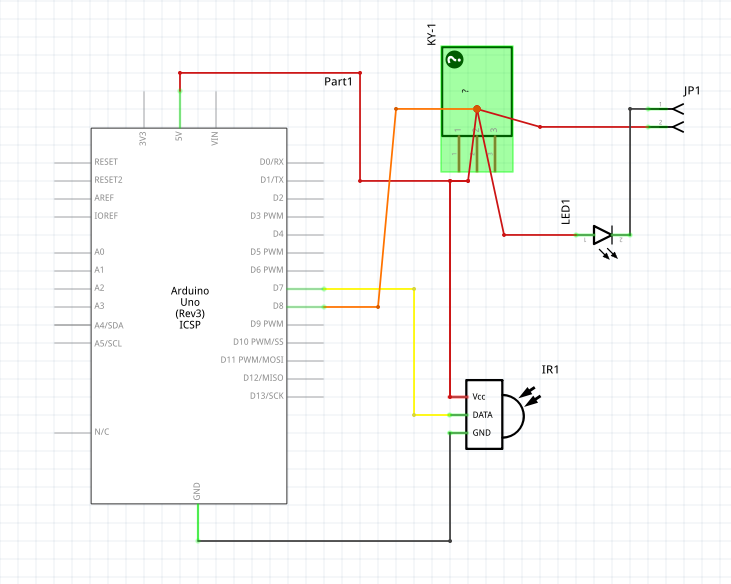 KY-1
?
?
1
2
3
JP1
1
2
Part1
3V3
5V
VIN
RESET
RESET2
AREF
IOREF
A0
A1
A2
A3
A4/SDA
A5/SCL
N/C
D0/RX
D1/TX
D2
D3 PWM
D4
D5 PWM
D6 PWM
D7
D8
D9 PWM
D10 PWM/SS
D11 PWM/MOSI
D12/MISO
D13/SCK
Arduino
Uno
(Rev3)
ICSP
GND
LED1
1
2
IR1
Vcc
DATA
GND